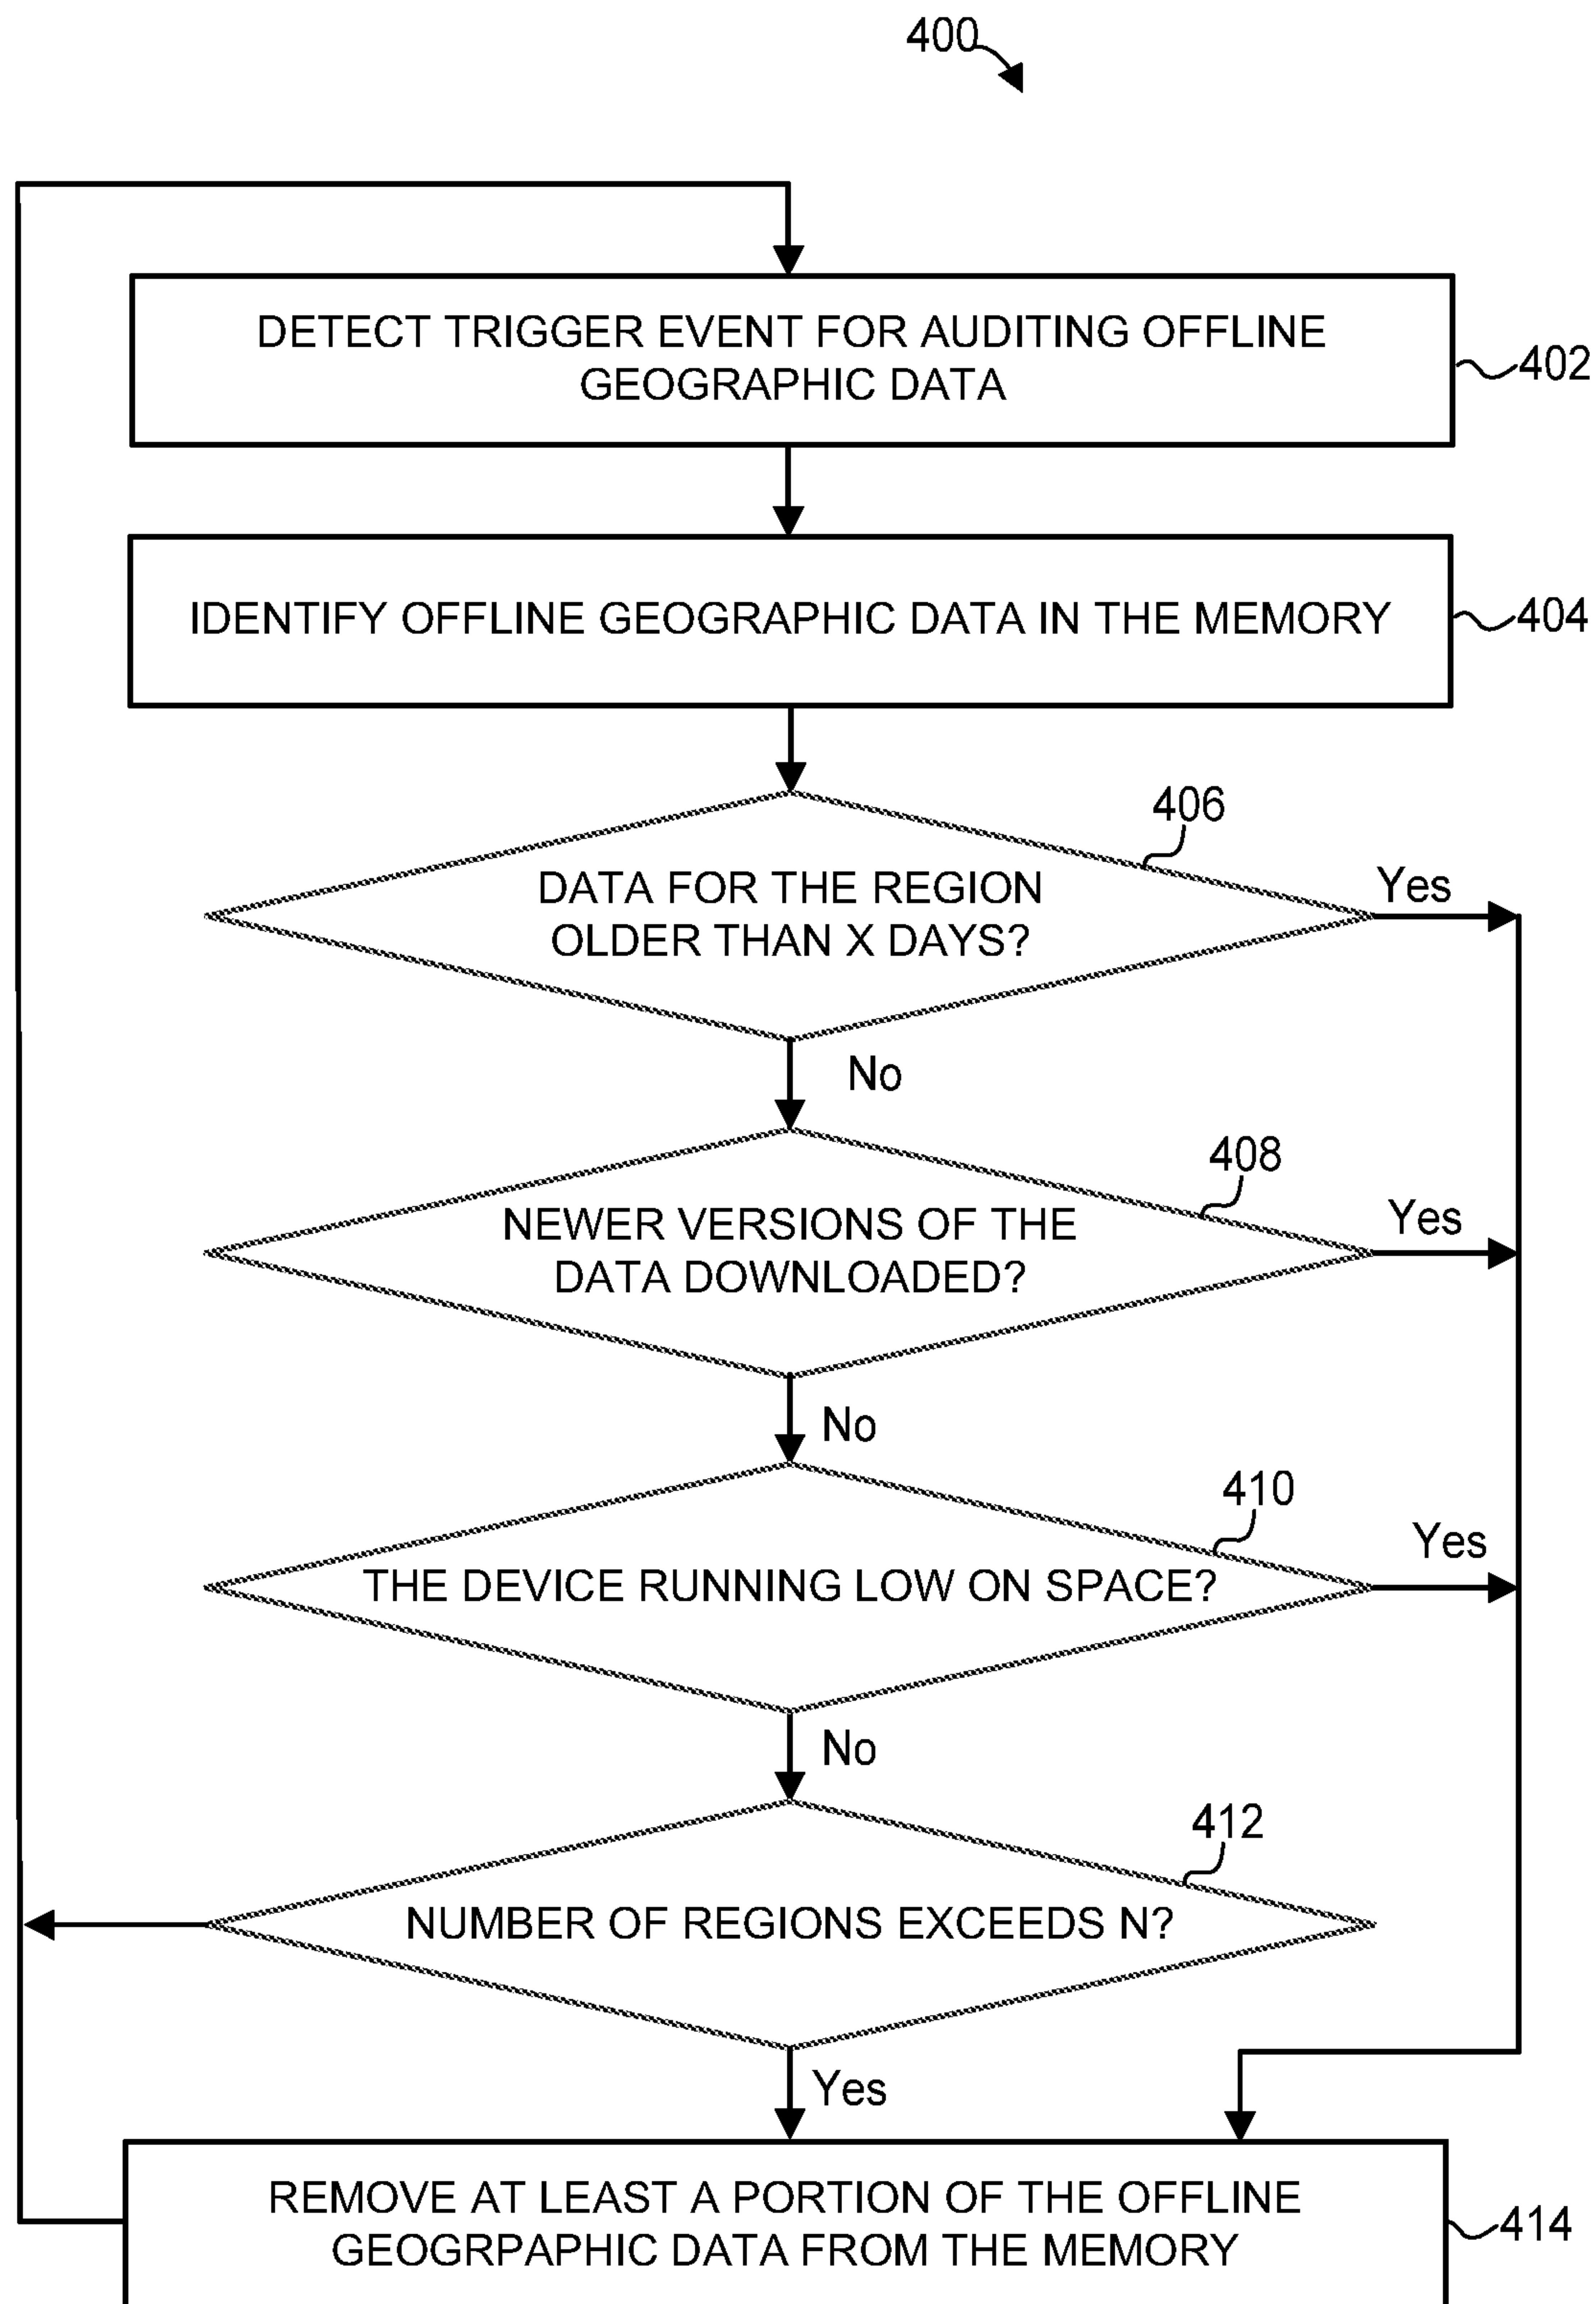 400
DETECT TRIGGER EVENT FOR AUDITING OFFLINE
GEOGRAPHIC DATA
402
IDENTIFY OFFLINE GEOGRAPHIC DATA IN THE MEMORY
404
406
DATA FOR THE REGION
OLDER THAN X DAYS?
Yes
No
408
NEWER VERSIONS OF THE
DATA DOWNLOADED?
Yes
No
410
THE DEVICE RUNNING LOW ON SPACE?
Yes
No
412
NUMBER OF REGIONS EXCEEDS N?
Yes
REMOVE AT LEAST A PORTION OF THE OFFLINE
GEOGRPAPHIC DATA FROM THE MEMORY
414